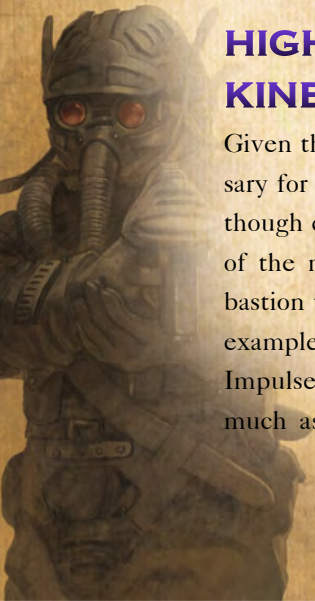 HIGH
KINE
Given th
sary for
though
of the
bastion
example
Impulse
much as